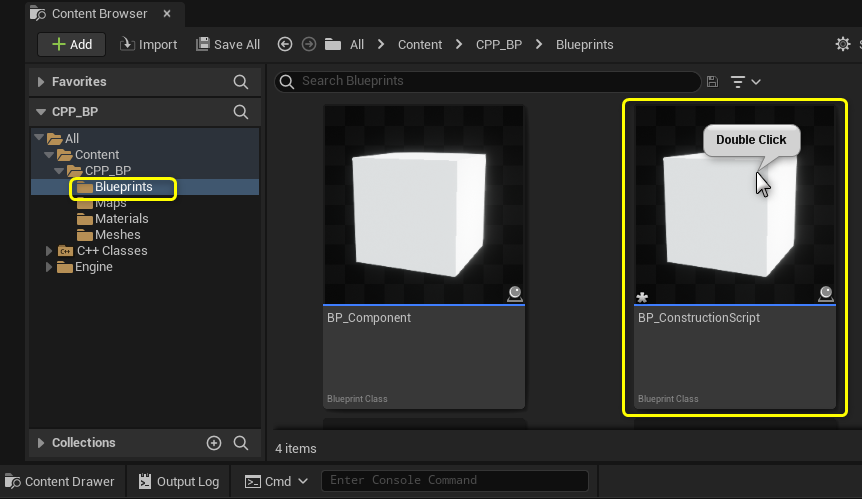 Content Browser
Add
Import
Save All
All
Content
CPP_BP
Blueprints
Favorites
CPP_BP
All
Content
CPP_BP
Blueprints
Maps
Materials
Meshes
C++ Classes
Engine
Collections
Search Blueprints
Double Click
BP_Component
Blueprint Class
BP_ConstructionScript
Blueprint Class
4 items
Content Drawer
Output Log
Cmd
Enter Console Command